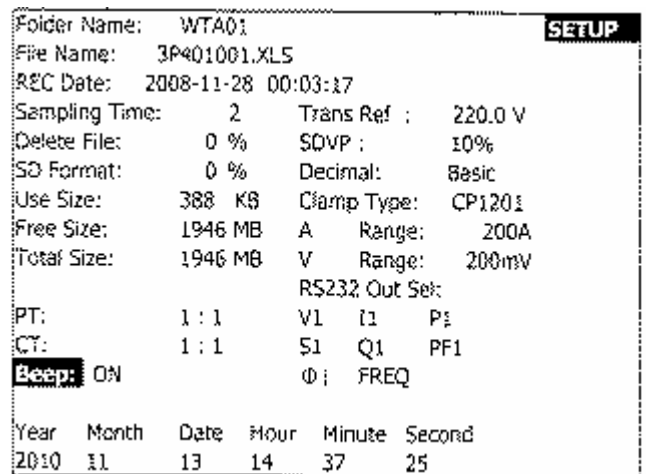 Folder Name: WTA01 SETUP
File Name: 3P401001.XLS
REC Date: 2008-11-28 00:03:17
Sampling Time: 2 Trans Ref : 220.0 V
Delete File: 0 % SDVP : 10%
SD Format: 0 % Decimal: Basic
Use Size: 388 KB Clamp Type: CP1201
Free Size: 1946 MB A Range: 200A
Total Size: 1946 MB V Range: 200mV
RS232 Out Set:
PT: 1 : 1 V1 I1 P1
CT: 1 : 1 S1 Q1 PF1
Beep: ON Φ1 FREQ
Year Month Date Hour Minute Second
2010 11 13 14 37 25